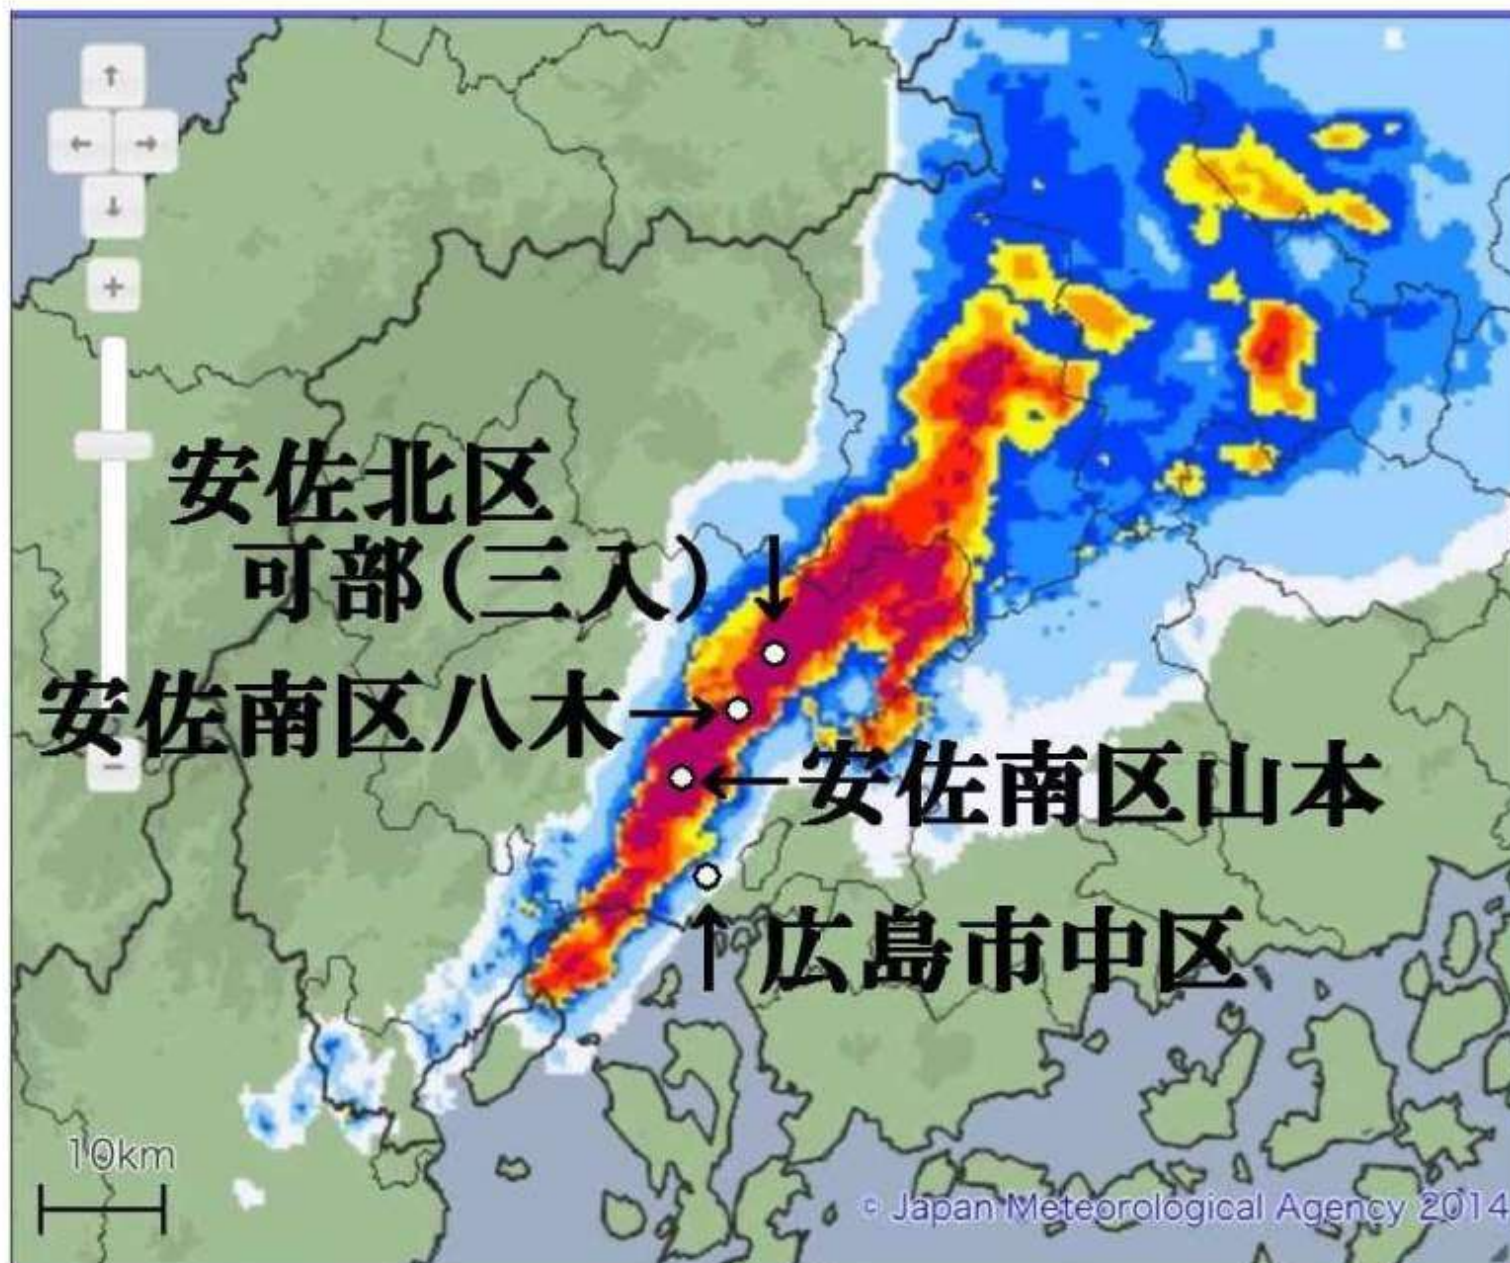 ↑
← →
↓
+
安佐北区
可部(三入)↓
安佐南区八木→
−
←安佐南区山本
↑広島市中区
10km
© Japan Meteorological Agency 2014